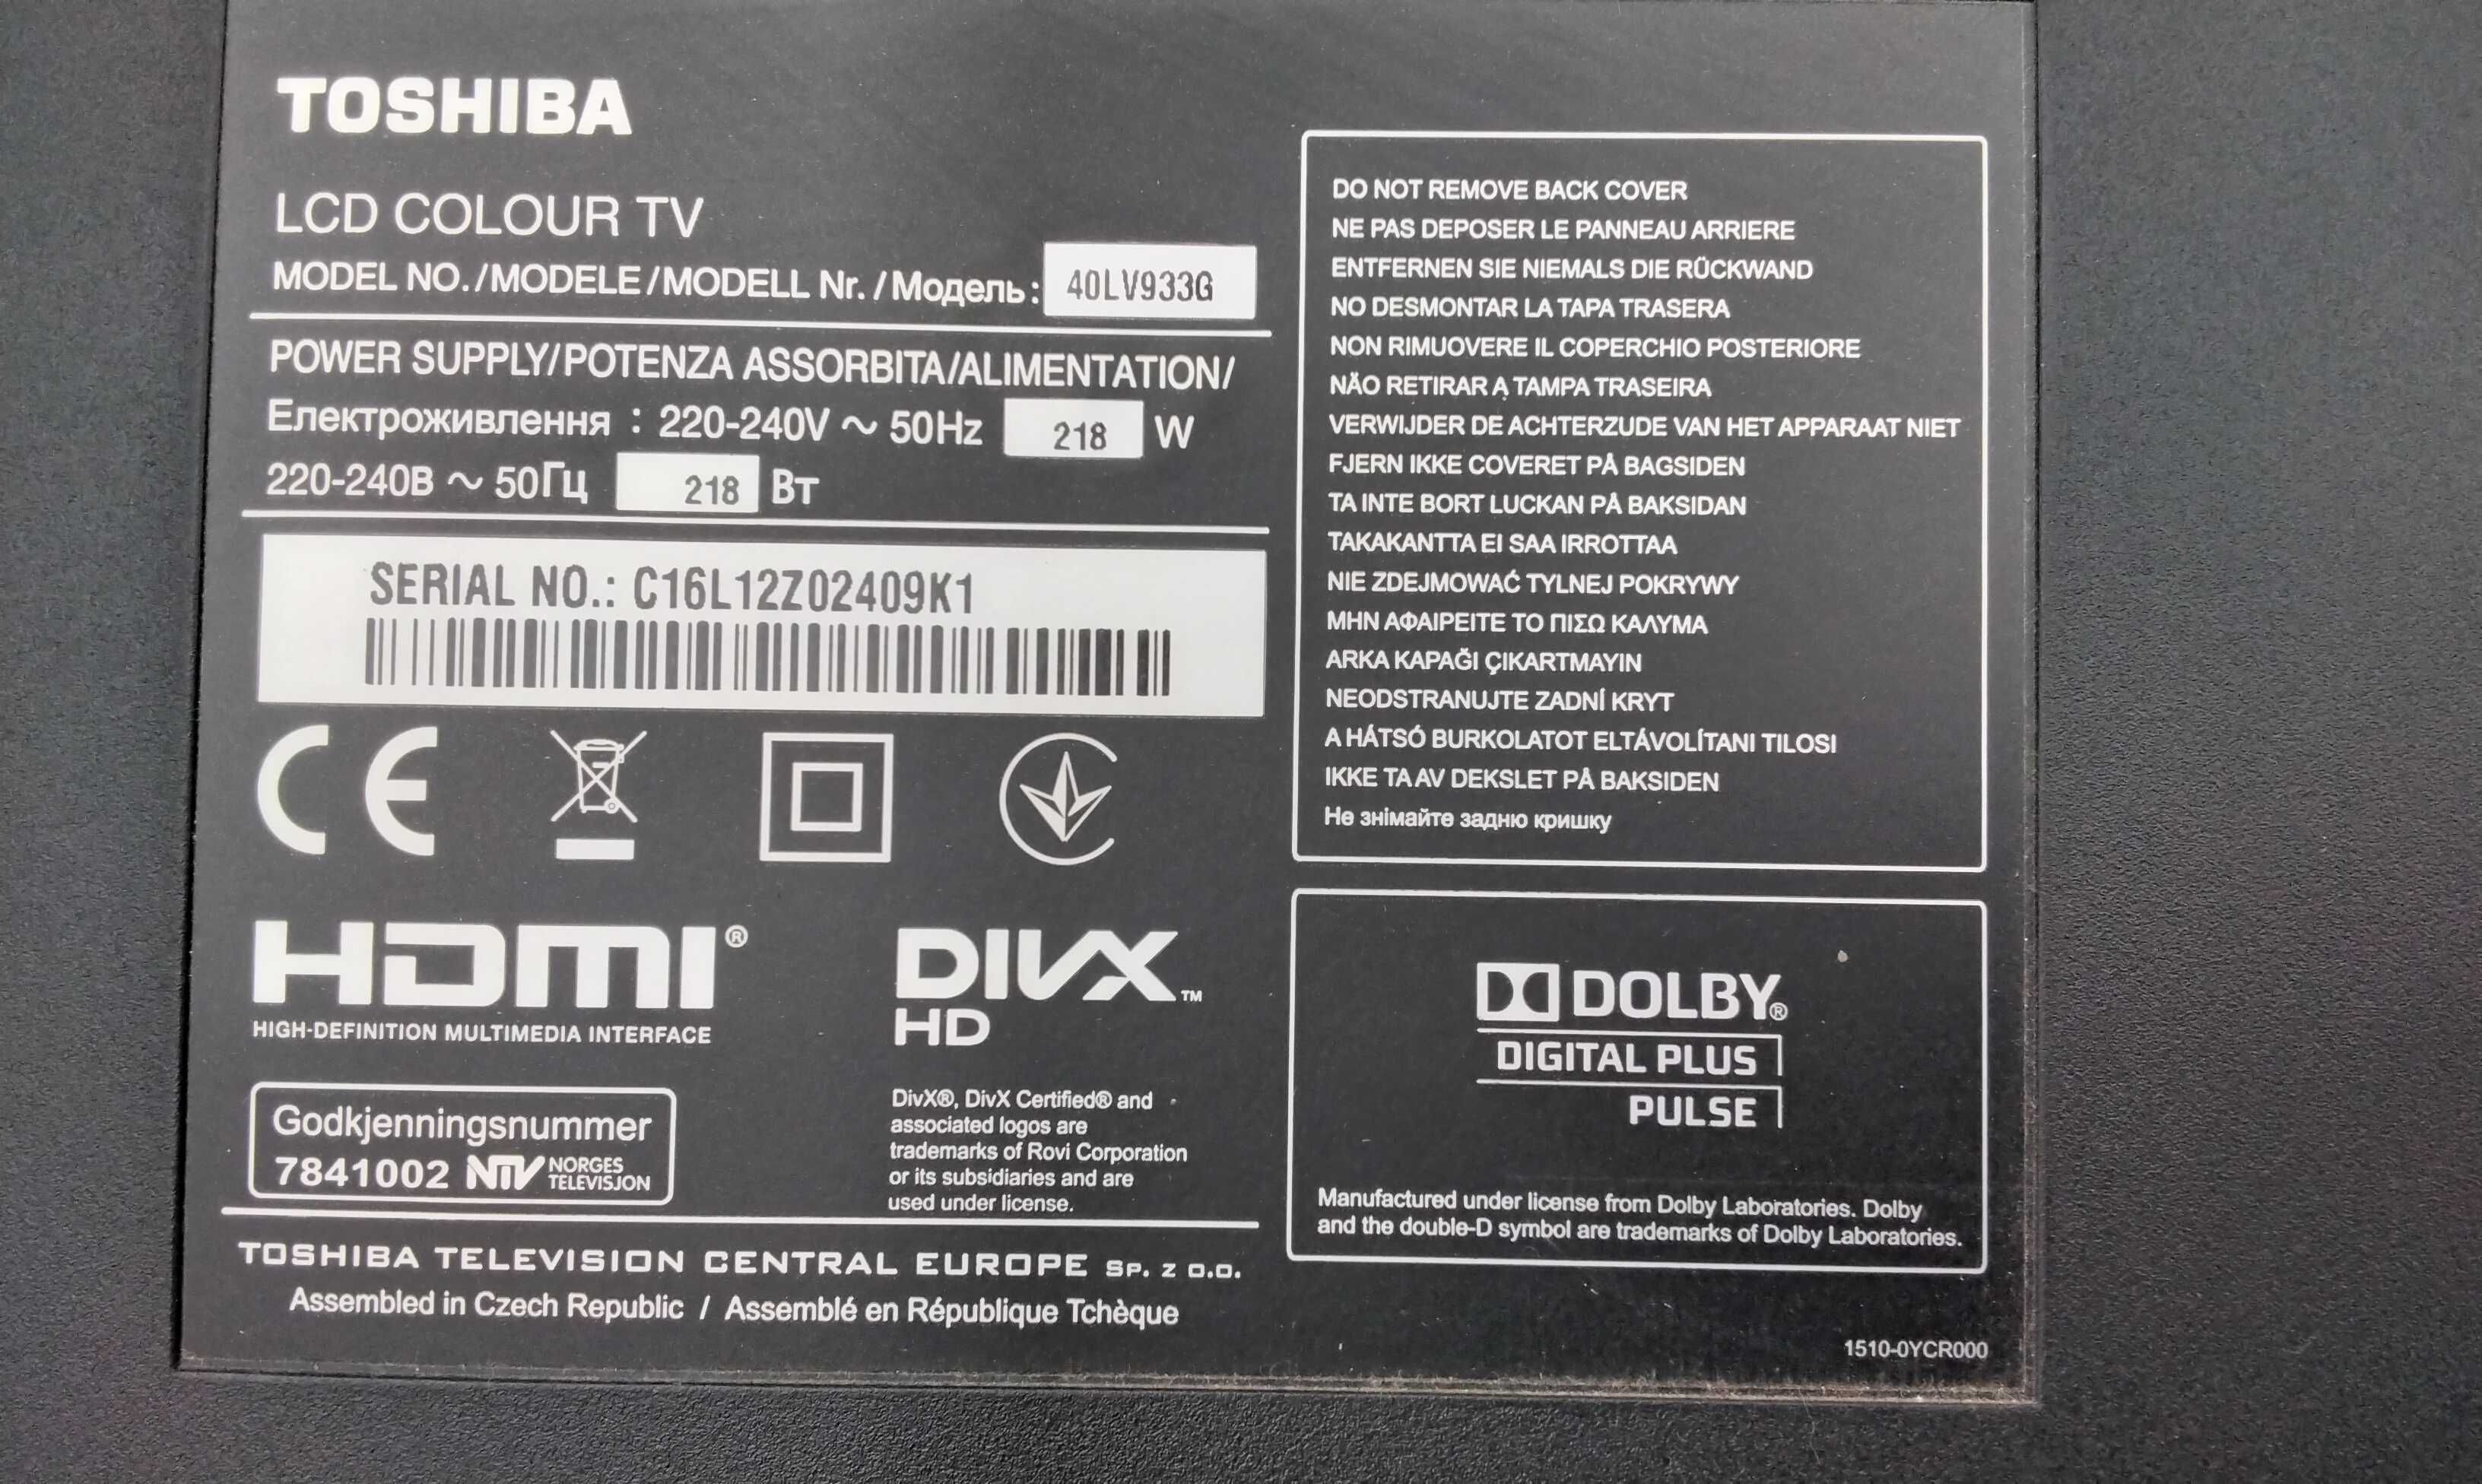 TOSHIBA
LCD COLOUR TV
MODEL NO./MODELE/MODELL Nr./Модель: 40LV933G
POWER SUPPLY/POTENZA ASSORBITA/ALIMENTATION/
Електроживлення : 220-240V ~ 50Hz 218 W
220-240В ~ 50Гц 218 Вт
SERIAL NO.: C16L12Z02409K1
CE
HDMI®
HIGH-DEFINITION MULTIMEDIA INTERFACE
DIVX™
HD
Godkjenningsnummer
7841002 NTV NORGES
TELEVISJON
DivX®, DivX Certified® and
associated logos are
trademarks of Rovi Corporation
or its subsidiaries and are
used under license.
TOSHIBA TELEVISION CENTRAL EUROPE SP. Z O.O.
Assembled in Czech Republic / Assemblé en République Tchèque
DO NOT REMOVE BACK COVER
NE PAS DEPOSER LE PANNEAU ARRIERE
ENTFERNEN SIE NIEMALS DIE RÜCKWAND
NO DESMONTAR LA TAPA TRASERA
NON RIMUOVERE IL COPERCHIO POSTERIORE
NÃO RETIRAR A TAMPA TRASEIRA
VERWIJDER DE ACHTERZUDE VAN HET APPARAAT NIET
FJERN IKKE COVERET PÅ BAGSIDEN
TA INTE BORT LUCKAN PÅ BAKSIDAN
TAKAKANTTA EI SAA IRROTTAA
NIE ZDEJMOWAĆ TYLNEJ POKRYWY
ΜΗΝ ΑΦΑΙΡΕΙΤΕ ΤΟ ΠΙΣΩ ΚΑΛΥΜΑ
ARKA KAPAĞI ÇIKARTMAYIN
NEODSTRANUJTE ZADNÍ KRYT
A HÁTSÓ BURKOLATOT ELTÁVOLÍTANI TILOSI
IKKE TA AV DEKSLET PÅ BAKSIDEN
Не знімайте задню кришку
DOLBY®
DIGITAL PLUS
PULSE
Manufactured under license from Dolby Laboratories. Dolby
and the double-D symbol are trademarks of Dolby Laboratories.
1510-0YCR000